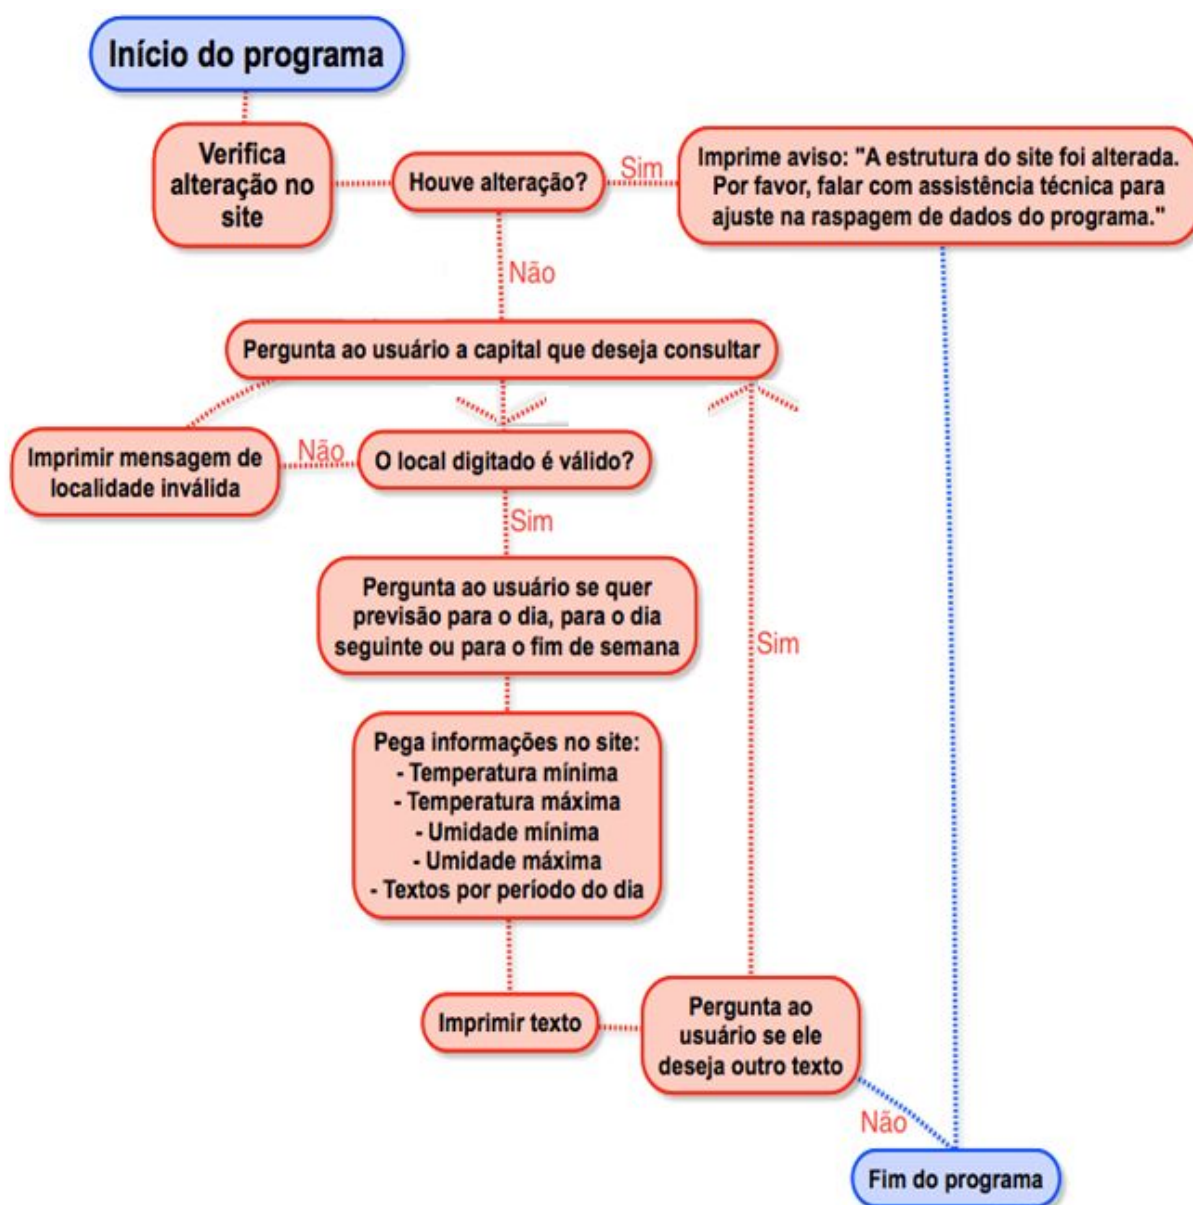 Início do programa
Verifica
alteração no
site
Houve alteração?
Sim
Imprime aviso: "A estrutura do site foi alterada.
Por favor, falar com assistência técnica para
ajuste na raspagem de dados do programa."
Não
Pergunta ao usuário a capital que deseja consultar
Imprimir mensagem de
localidade inválida
Não
O local digitado é válido?
Sim
Pergunta ao usuário se quer
previsão para o dia, para o dia
seguinte ou para o fim de semana
Sim
Pega informações no site:
- Temperatura mínima
- Temperatura máxima
- Umidade mínima
- Umidade máxima
- Textos por período do dia
Imprimir texto
Pergunta ao
usuário se ele
deseja outro texto
Não
Fim do programa